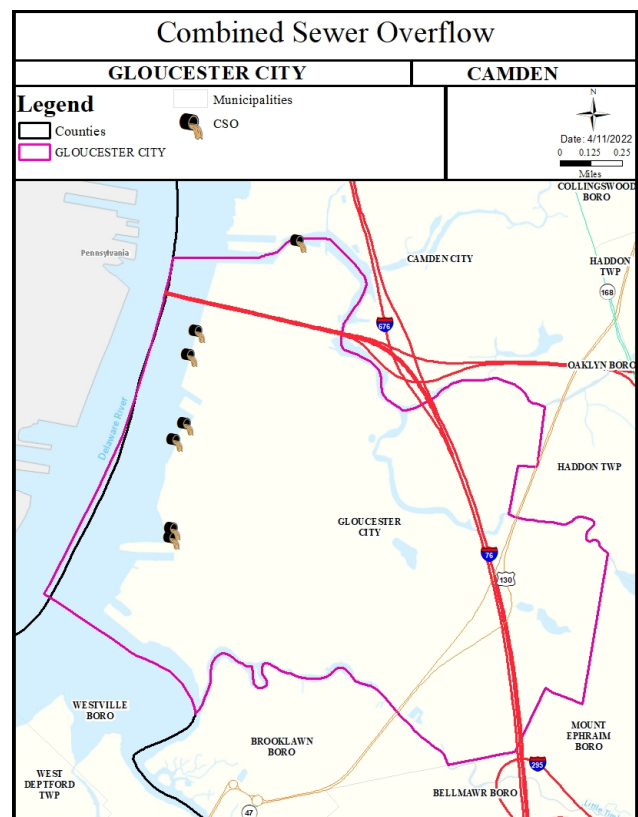 Combined Sewer Overflow
GLOUCESTER CITY
CAMDEN
Legend
Counties
GLOUCESTER CITY
Municipalities
CSO
N
Date: 4/11/2022
0 0.125 0.25
Miles
COLLINGSWOOD
BORO
Pennsylvania
CAMDEN CITY
HADDON
TWP
168
676
OAKLYN BORO
Delaware River
HADDON TWP
GLOUCESTER
CITY
76
130
WESTVILLE
BORO
BROOKLAWN
BORO
MOUNT
EPHRAIM
BORO
WEST
DEPTFORD
TWP
295
BELLMAWR BORO
47